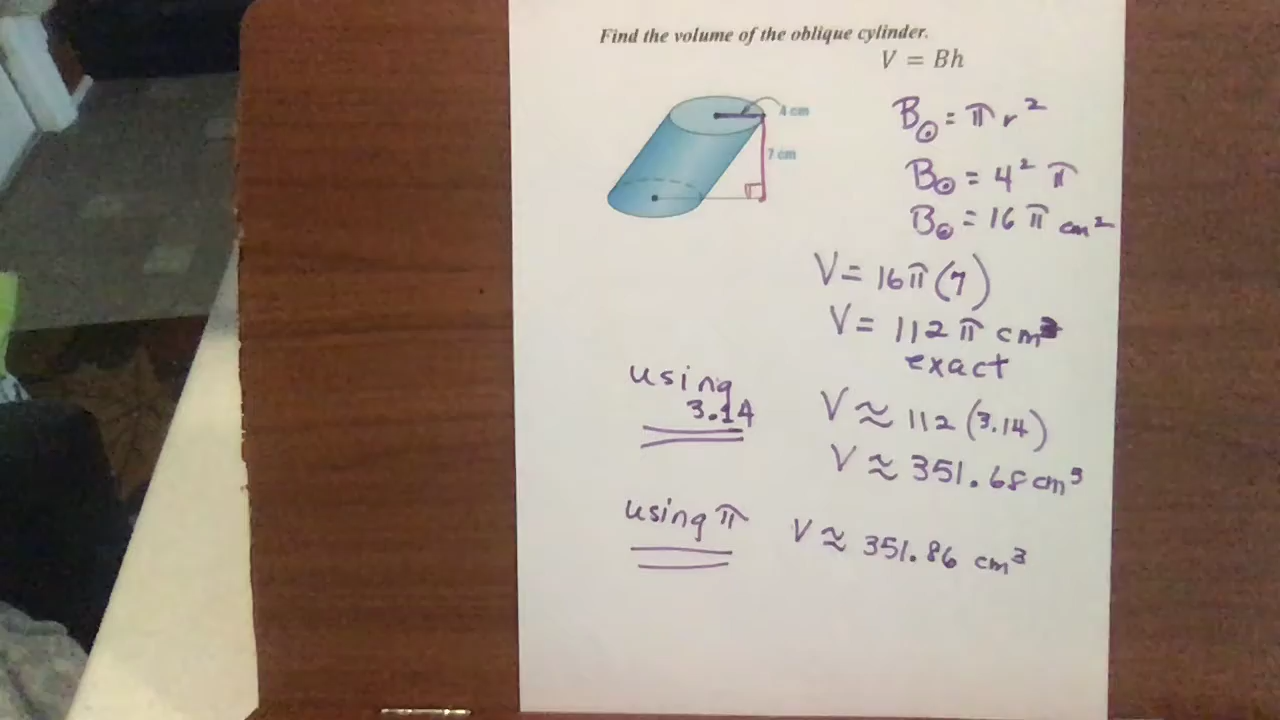 Find the volume of the oblique cylinder.
V = Bh
4 cm
7 cm
B⊙ = πr²
B⊙ = 4² π
B⊙ = 16 π cm²
V = 16π(7)
V = 112 π cm³
exact
using
3.14
V ≈ 112 (3.14)
V ≈ 351.68 cm³
using π
V ≈ 351.86 cm³